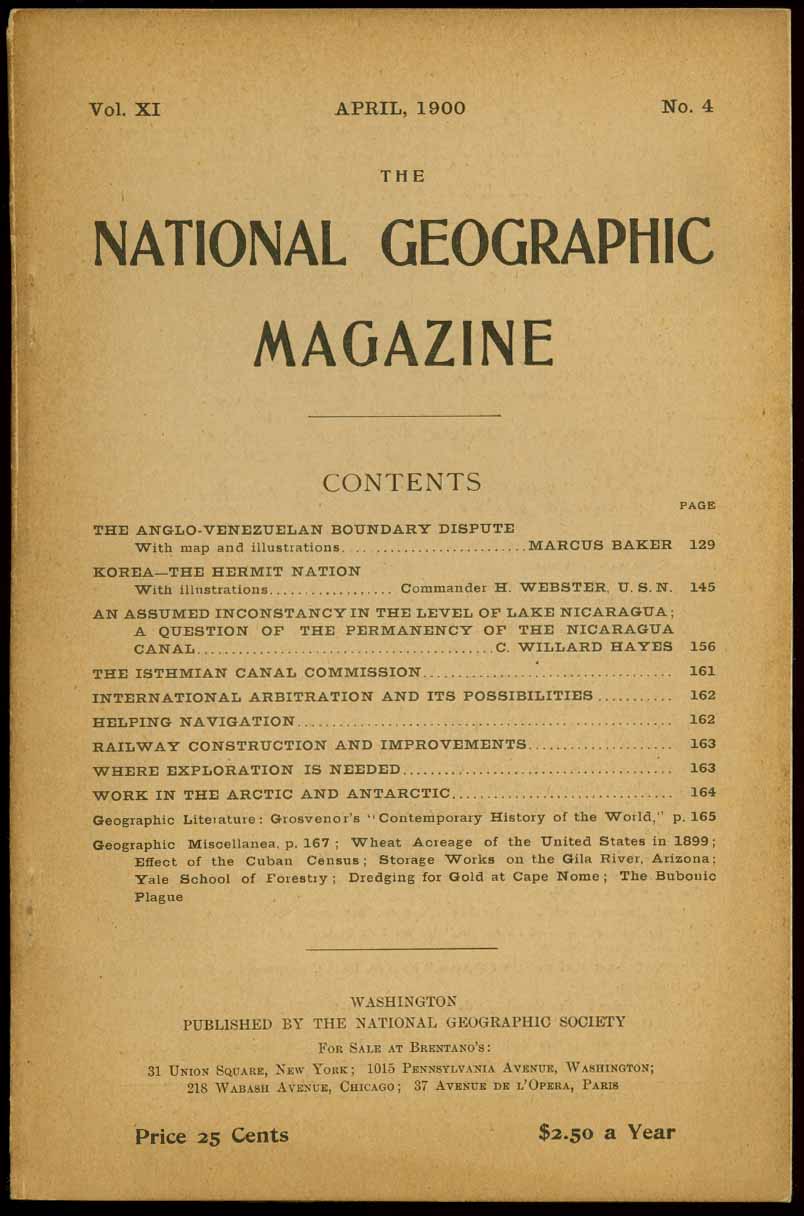 Vol. XI APRIL, 1900 No. 4
THE
NATIONAL GEOGRAPHIC
MAGAZINE
CONTENTS
PAGE
THE ANGLO-VENEZUELAN BOUNDARY DISPUTE
With map and illustrations............................MARCUS BAKER 129
KOREA—THE HERMIT NATION
With illustrations.................. Commander H. WEBSTER, U. S. N. 145
AN ASSUMED INCONSTANCY IN THE LEVEL OF LAKE NICARAGUA;
A QUESTION OF THE PERMANENCY OF THE NICARAGUA
CANAL...........................................C. WILLARD HAYES 156
THE ISTHMIAN CANAL COMMISSION.................................... 161
INTERNATIONAL ARBITRATION AND ITS POSSIBILITIES ........... 162
HELPING NAVIGATION...................................................... 162
RAILWAY CONSTRUCTION AND IMPROVEMENTS..................... 163
WHERE EXPLORATION IS NEEDED....................................... 163
WORK IN THE ARCTIC AND ANTARCTIC................................ 164
Geographic Literature: Grosvenor's "Contemporary History of the World," p. 165
Geographic Miscellanea, p. 167; Wheat Acreage of the United States in 1899;
Effect of the Cuban Census; Storage Works on the Gila River, Arizona;
Yale School of Forestry; Dredging for Gold at Cape Nome; The Bubonic
Plague
WASHINGTON
PUBLISHED BY THE NATIONAL GEOGRAPHIC SOCIETY
FOR SALE AT BRENTANO'S:
31 UNION SQUARE, NEW YORK; 1015 PENNSYLVANIA AVENUE, WASHINGTON;
218 WABASH AVENUE, CHICAGO; 37 AVENUE DE L'OPERA, PARIS
Price 25 Cents $2.50 a Year